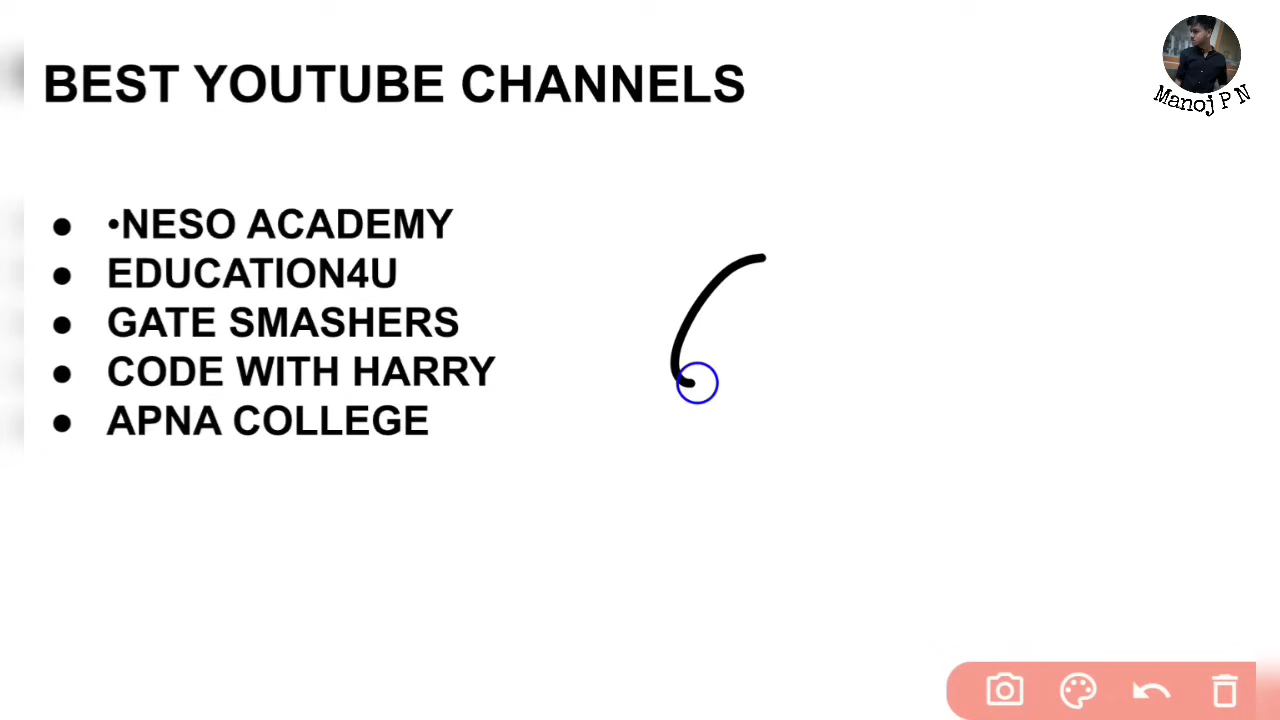 BEST YOUTUBE CHANNELS
Manoj P N
● •NESO ACADEMY
● EDUCATION4U
● GATE SMASHERS
● CODE WITH HARRY
● APNA COLLEGE